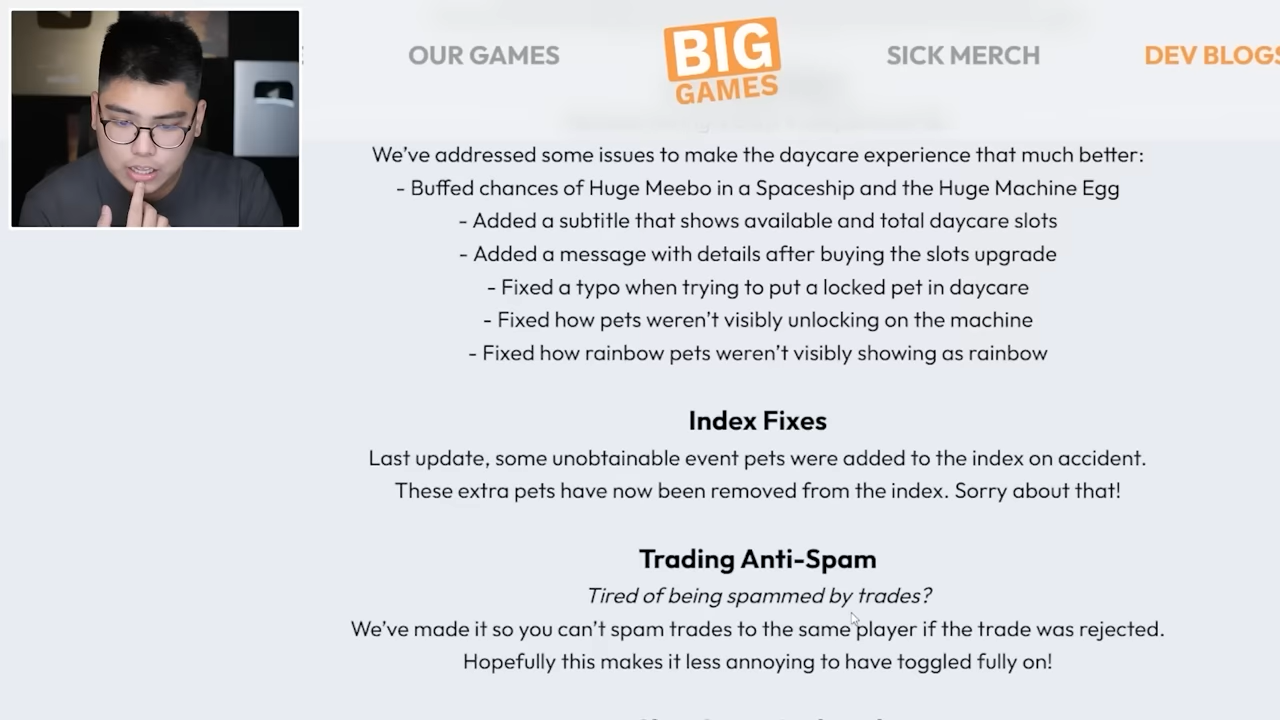 OUR GAMES
BIG
GAMES
SICK MERCH
DEV BLOGS
We've addressed some issues to make the daycare experience that much better:
- Buffed chances of Huge Meebo in a Spaceship and the Huge Machine Egg
- Added a subtitle that shows available and total daycare slots
- Added a message with details after buying the slots upgrade
- Fixed a typo when trying to put a locked pet in daycare
- Fixed how pets weren't visibly unlocking on the machine
- Fixed how rainbow pets weren't visibly showing as rainbow
Index Fixes
Last update, some unobtainable event pets were added to the index on accident.
These extra pets have now been removed from the index. Sorry about that!
Trading Anti-Spam
Tired of being spammed by trades?
We've made it so you can't spam trades to the same player if the trade was rejected.
Hopefully this makes it less annoying to have toggled fully on!